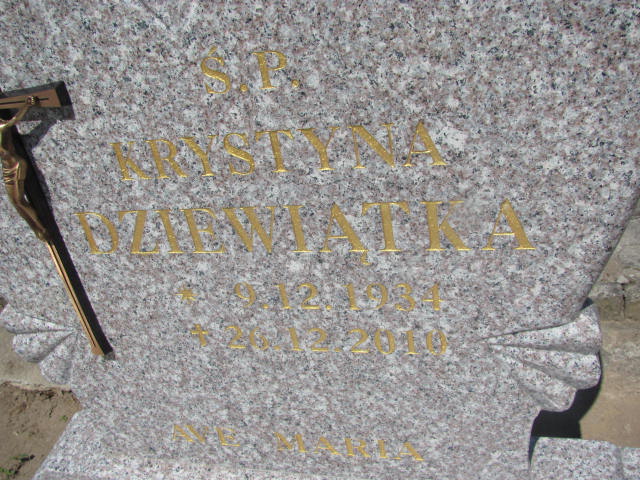 Ś.P.
KRYSTYNA
DZIEWIĄTKA
* 9.12.1934
✝ 26.12.2010
AVE MARIA